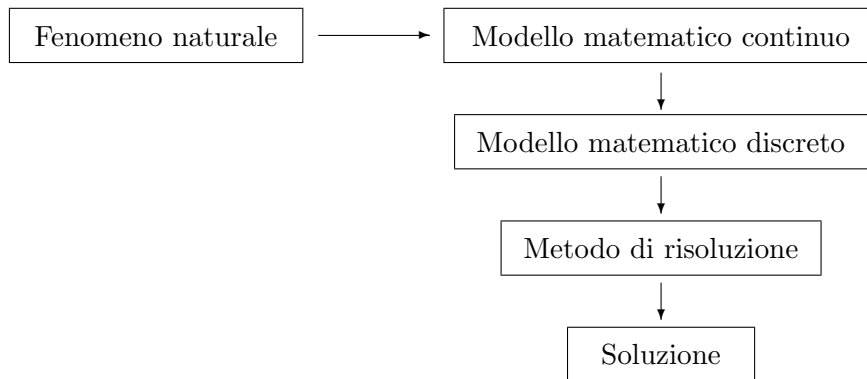 Fenomeno naturale
Modello matematico continuo
Modello matematico discreto
Metodo di risoluzione
Soluzione